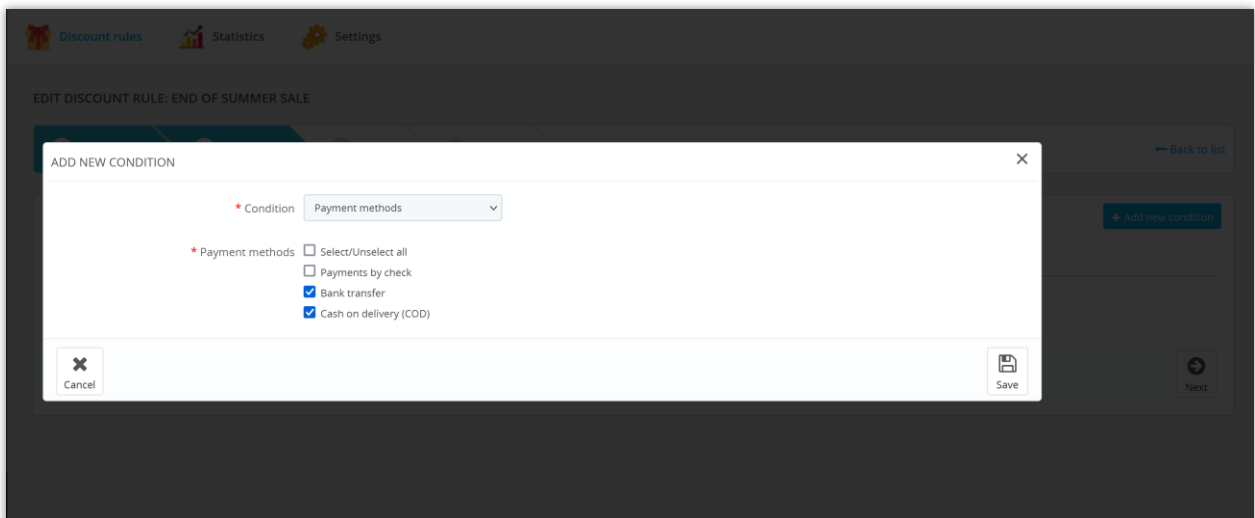 Discount rules Statistics Settings
EDIT DISCOUNT RULE: END OF SUMMER SALE
← Back to list
ADD NEW CONDITION ×
* Condition Payment methods
+ Add new condition
* Payment methods Select/Unselect all
Payments by check
Bank transfer
Cash on delivery (COD)
Cancel Save Next